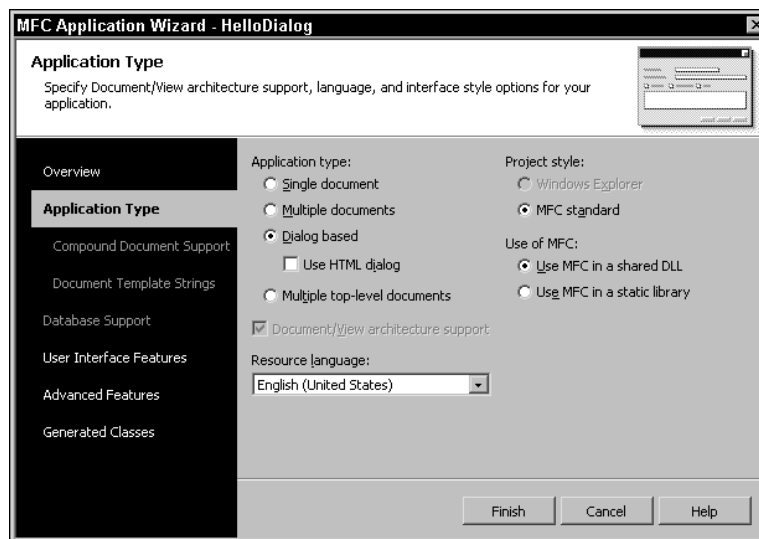 MFC Application Wizard - HelloDialog
Application Type
Specify Document/View architecture support, language, and interface style options for your
application.
Overview
Application Type
Compound Document Support
Document Template Strings
Database Support
User Interface Features
Advanced Features
Generated Classes
Application type:
Single document
Multiple documents
Dialog based
Use HTML dialog
Multiple top-level documents
Document/View architecture support
Resource language:
English (United States)
Project style:
Windows Explorer
MFC standard
Use of MFC:
Use MFC in a shared DLL
Use MFC in a static library
Finish
Cancel
Help